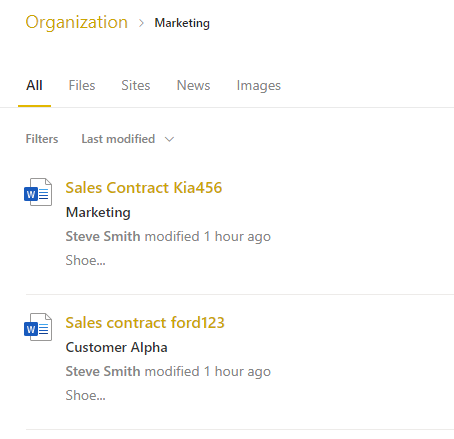 Organization > Marketing
All Files Sites News Images
Filters Last modified
W Sales Contract Kia456
Marketing
Steve Smith modified 1 hour ago
Shoe...
W Sales contract ford123
Customer Alpha
Steve Smith modified 1 hour ago
Shoe...